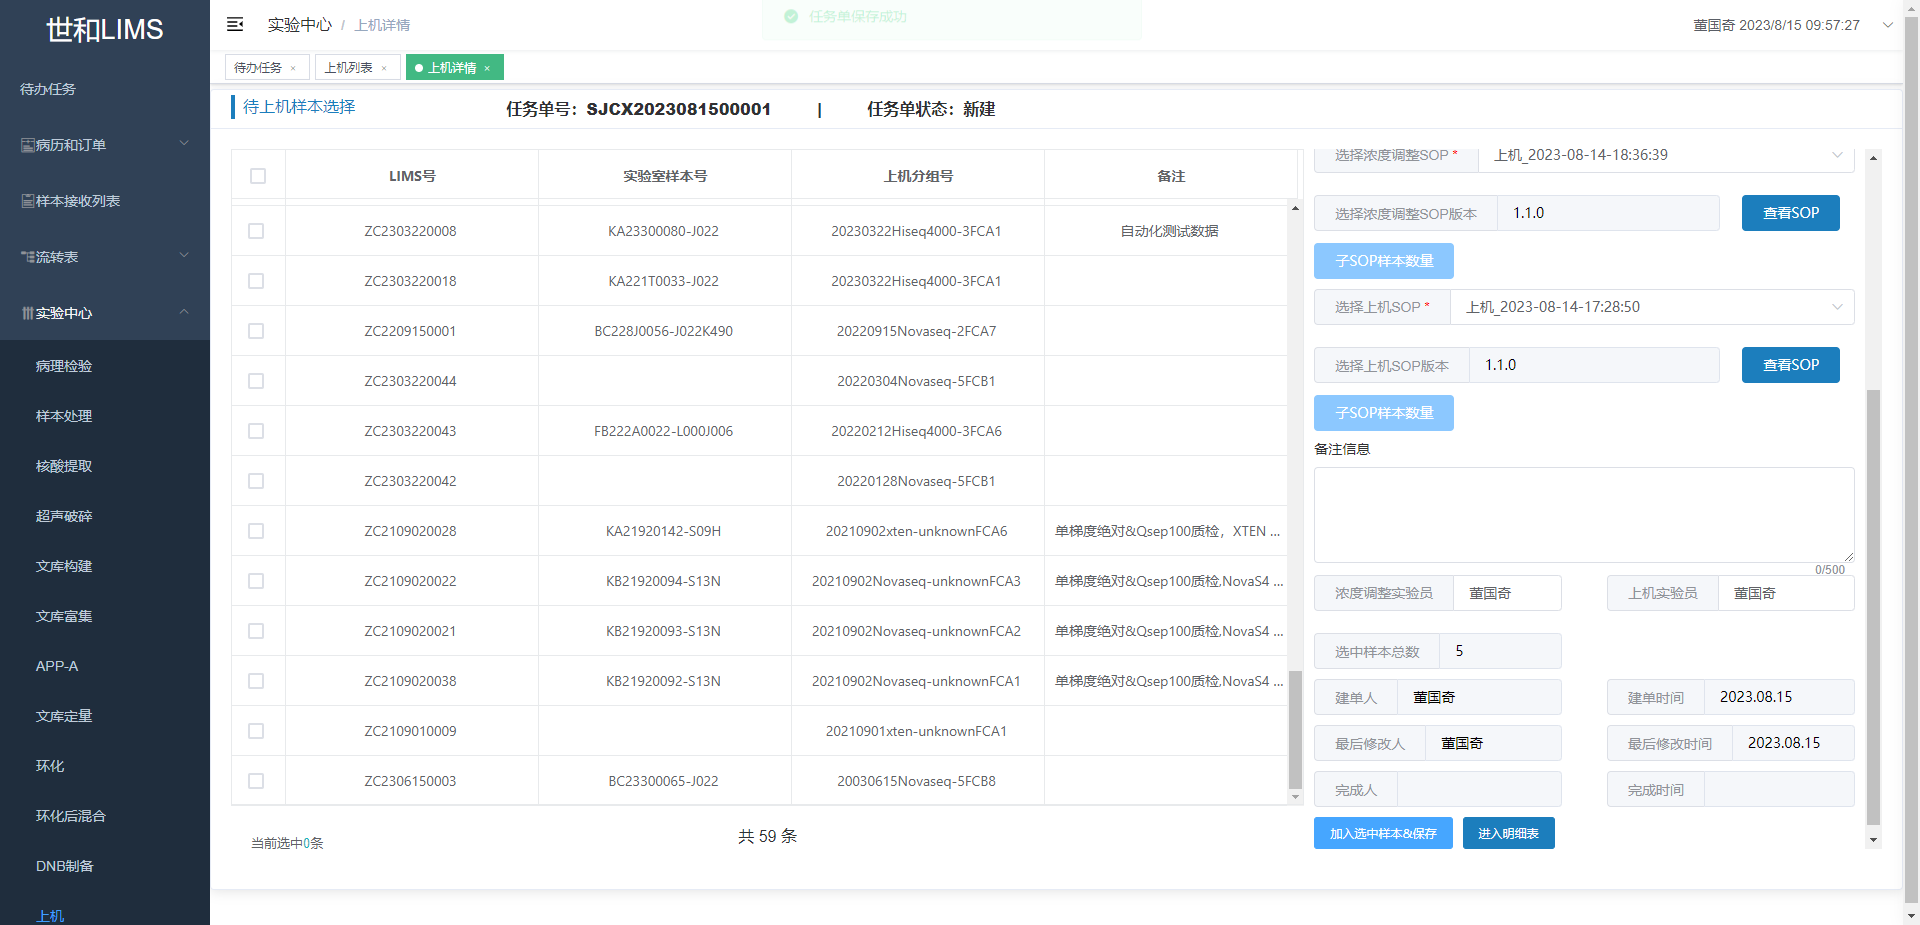 世和LIMS
实验中心 / 上机详情
任务单保存成功
董国奇 2023/8/15 09:57:27
待办任务 ×
上机列表 ×
上机详情 ×
待办任务
病历和订单
样本接收列表
流转表
实验中心
病理检验
样本处理
核酸提取
超声破碎
文库构建
文库富集
APP-A
文库定量
环化
环化后混合
DNB制备
上机
待上机样本选择
任务单号：SJCX2023081500001 | 任务单状态：新建
LIMS号 实验室样本号 上机分组号 备注
ZC2303220008 KA23300080-J022 20230322Hiseq4000-3FCA1 自动化测试数据
ZC2303220018 KA221T0033-J022 20230322Hiseq4000-3FCA1
ZC2209150001 BC228J0056-J022K490 20220915Novaseq-2FCA7
ZC2303220044 20220304Novaseq-5FCB1
ZC2303220043 FB222A0022-L000J006 20220212Hiseq4000-3FCA6
ZC2303220042 20220128Novaseq-5FCB1
ZC2109020028 KA21920142-S09H 20210902xten-unknownFCA6 单梯度绝对&Qsep100质检，XTEN ...
ZC2109020022 KB21920094-S13N 20210902Novaseq-unknownFCA3 单梯度绝对&Qsep100质检,NovaS4 ...
ZC2109020021 KB21920093-S13N 20210902Novaseq-unknownFCA2 单梯度绝对&Qsep100质检,NovaS4 ...
ZC2109020038 KB21920092-S13N 20210902Novaseq-unknownFCA1 单梯度绝对&Qsep100质检,NovaS4 ...
ZC2109010009 20210901xten-unknownFCA1
ZC2306150003 BC23300065-J022 20030615Novaseq-5FCB8
当前选中0条
共 59 条
选择浓度调整SOP * 上机_2023-08-14-18:36:39
选择浓度调整SOP版本 1.1.0 查看SOP
子SOP样本数量
选择上机SOP * 上机_2023-08-14-17:28:50
选择上机SOP版本 1.1.0 查看SOP
子SOP样本数量
备注信息
0/500
浓度调整实验员 董国奇 上机实验员 董国奇
选中样本总数 5
建单人 董国奇 建单时间 2023.08.15
最后修改人 董国奇 最后修改时间 2023.08.15
完成人 完成时间
加入选中样本&保存 进入明细表